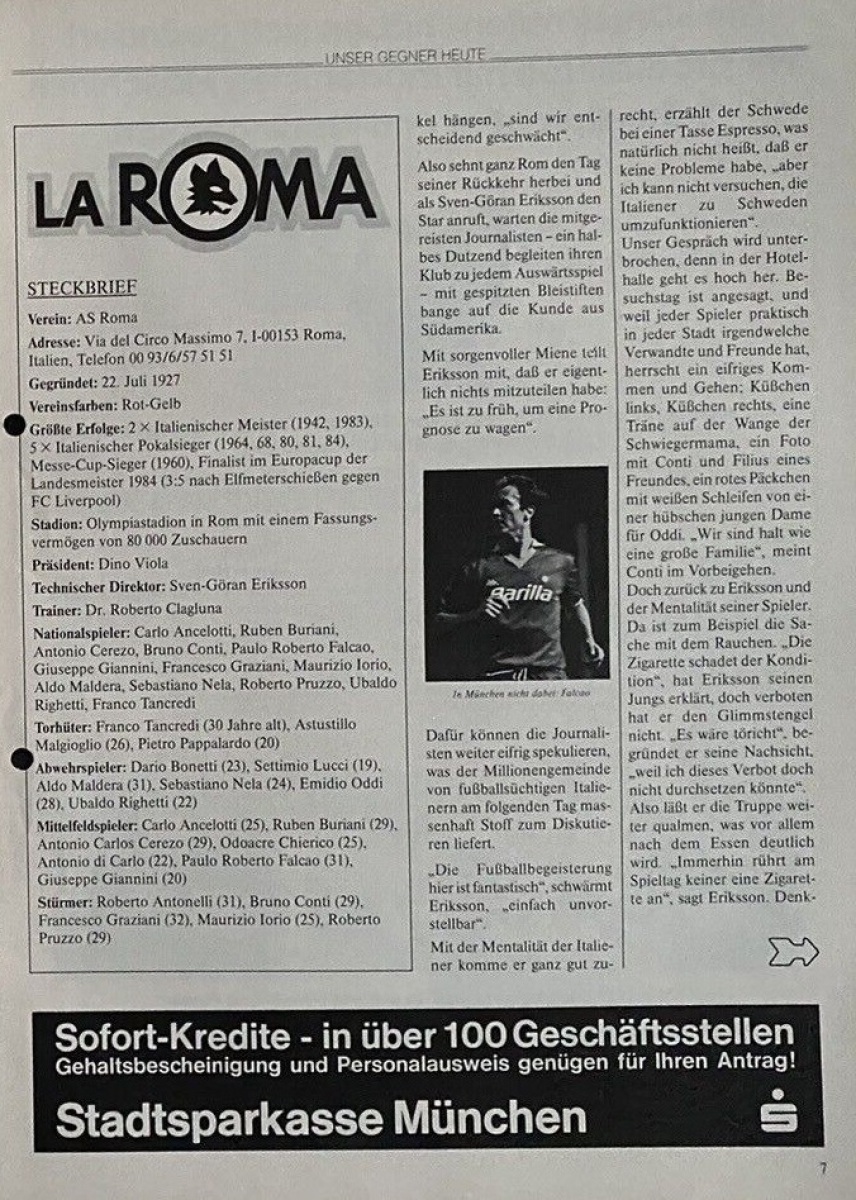 UNSER GEGNER HEUTE
LA ROMA
STECKBRIEF
Verein: AS Roma
Adresse: Via del Circo Massimo 7, I-00153 Roma,
Italien, Telefon 00 93/6/57 51 51
Gegründet: 22. Juli 1927
Vereinsfarben: Rot-Gelb
Größte Erfolge: 2 × Italienischer Meister (1942, 1983),
5 × Italienischer Pokalsieger (1964, 68, 80, 81, 84),
Messe-Cup-Sieger (1960), Finalist im Europacup der
Landesmeister 1984 (3:5 nach Elfmeterschießen gegen
FC Liverpool)
Stadion: Olympiastadion in Rom mit einem Fassungs-
vermögen von 80 000 Zuschauern
Präsident: Dino Viola
Technischer Direktor: Sven-Göran Eriksson
Trainer: Dr. Roberto Clagluna
Nationalspieler: Carlo Ancelotti, Ruben Buriani,
Antonio Cerezo, Bruno Conti, Paulo Roberto Falcao,
Giuseppe Giannini, Francesco Graziani, Maurizio Iorio,
Aldo Maldera, Sebastiano Nela, Roberto Pruzzo, Ubaldo
Righetti, Franco Tancredi
Torhüter: Franco Tancredi (30 Jahre alt), Astustillo
Malgioglio (26), Pietro Pappalardo (20)
Abwehrspieler: Dario Bonetti (23), Settimio Lucci (19),
Aldo Maldera (31), Sebastiano Nela (24), Emidio Oddi
(28), Ubaldo Righetti (22)
Mittelfeldspieler: Carlo Ancelotti (25), Ruben Buriani (29),
Antonio Carlos Cerezo (29), Odoacre Chierico (25),
Antonio di Carlo (22), Paulo Roberto Falcao (31),
Giuseppe Giannini (20)
Stürmer: Roberto Antonelli (31), Bruno Conti (29),
Francesco Graziani (32), Maurizio Iorio (25), Roberto
Pruzzo (29)
kel hängen, „sind wir ent-
scheidend geschwächt“.
Also sehnt ganz Rom den Tag
seiner Rückkehr herbei und
als Sven-Göran Eriksson den
Star anruft, warten die mitge-
reisten Journalisten – ein hal-
bes Dutzend begleiten ihren
Klub zu jedem Auswärtsspiel
– mit gespitzten Bleistiften
bange auf die Kunde aus
Südamerika.
Mit sorgenvoller Miene teilt
Eriksson mit, daß er eigent-
lich nichts mitzuteilen habe:
„Es ist zu früh, um eine Pro-
gnose zu wagen“.
Barilla
In München nicht dabei: Falcao
Dafür können die Journali-
sten weiter eifrig spekulieren,
was der Millionengemeinde
von fußballsüchtigen Italie-
nern am folgenden Tag mas-
senhaft Stoff zum Diskutie-
ren liefert.
„Die Fußballbegeisterung
hier ist fantastisch“, schwärmt
Eriksson, „einfach unvor-
stellbar“.
Mit der Mentalität der Italie-
ner komme er ganz gut zu-
recht, erzählt der Schwede
bei einer Tasse Espresso, was
natürlich nicht heißt, daß er
keine Probleme habe, „aber
ich kann nicht versuchen, die
Italiener zu Schweden
umzufunktionieren“.
Unser Gespräch wird unter-
brochen, denn in der Hotel-
halle geht es hoch her. Be-
suchstag ist angesagt, und
weil jeder Spieler praktisch
in jeder Stadt irgendwelche
Verwandte und Freunde hat,
herrscht ein eifriges Kom-
men und Gehen; Küßchen
links, Küßchen rechts, eine
Träne auf der Wange der
Schwiegermama, ein Foto
mit Conti und Filius eines
Freundes, ein rotes Päckchen
mit weißen Schleifen von ei-
ner hübschen jungen Dame
für Oddi. „Wir sind halt wie
eine große Familie“, meint
Conti im Vorbeigehen.
Doch zurück zu Eriksson und
der Mentalität seiner Spieler.
Da ist zum Beispiel die Sa-
che mit dem Rauchen. „Die
Zigarette schadet der Kondi-
tion“, hat Eriksson seinen
Jungs erklärt, doch verboten
hat er den Glimmstengel
nicht. „Es wäre töricht“, be-
gründet er seine Nachsicht,
„weil ich dieses Verbot doch
nicht durchsetzen könnte“.
Also läßt er die Truppe wei-
ter qualmen, was vor allem
nach dem Essen deutlich
wird. „Immerhin rührt am
Spieltag keiner eine Zigaret-
te an“, sagt Eriksson. Denk-
Sofort-Kredite - in über 100 Geschäftsstellen
Gehaltsbescheinigung und Personalausweis genügen für Ihren Antrag!
Stadtsparkasse München
7